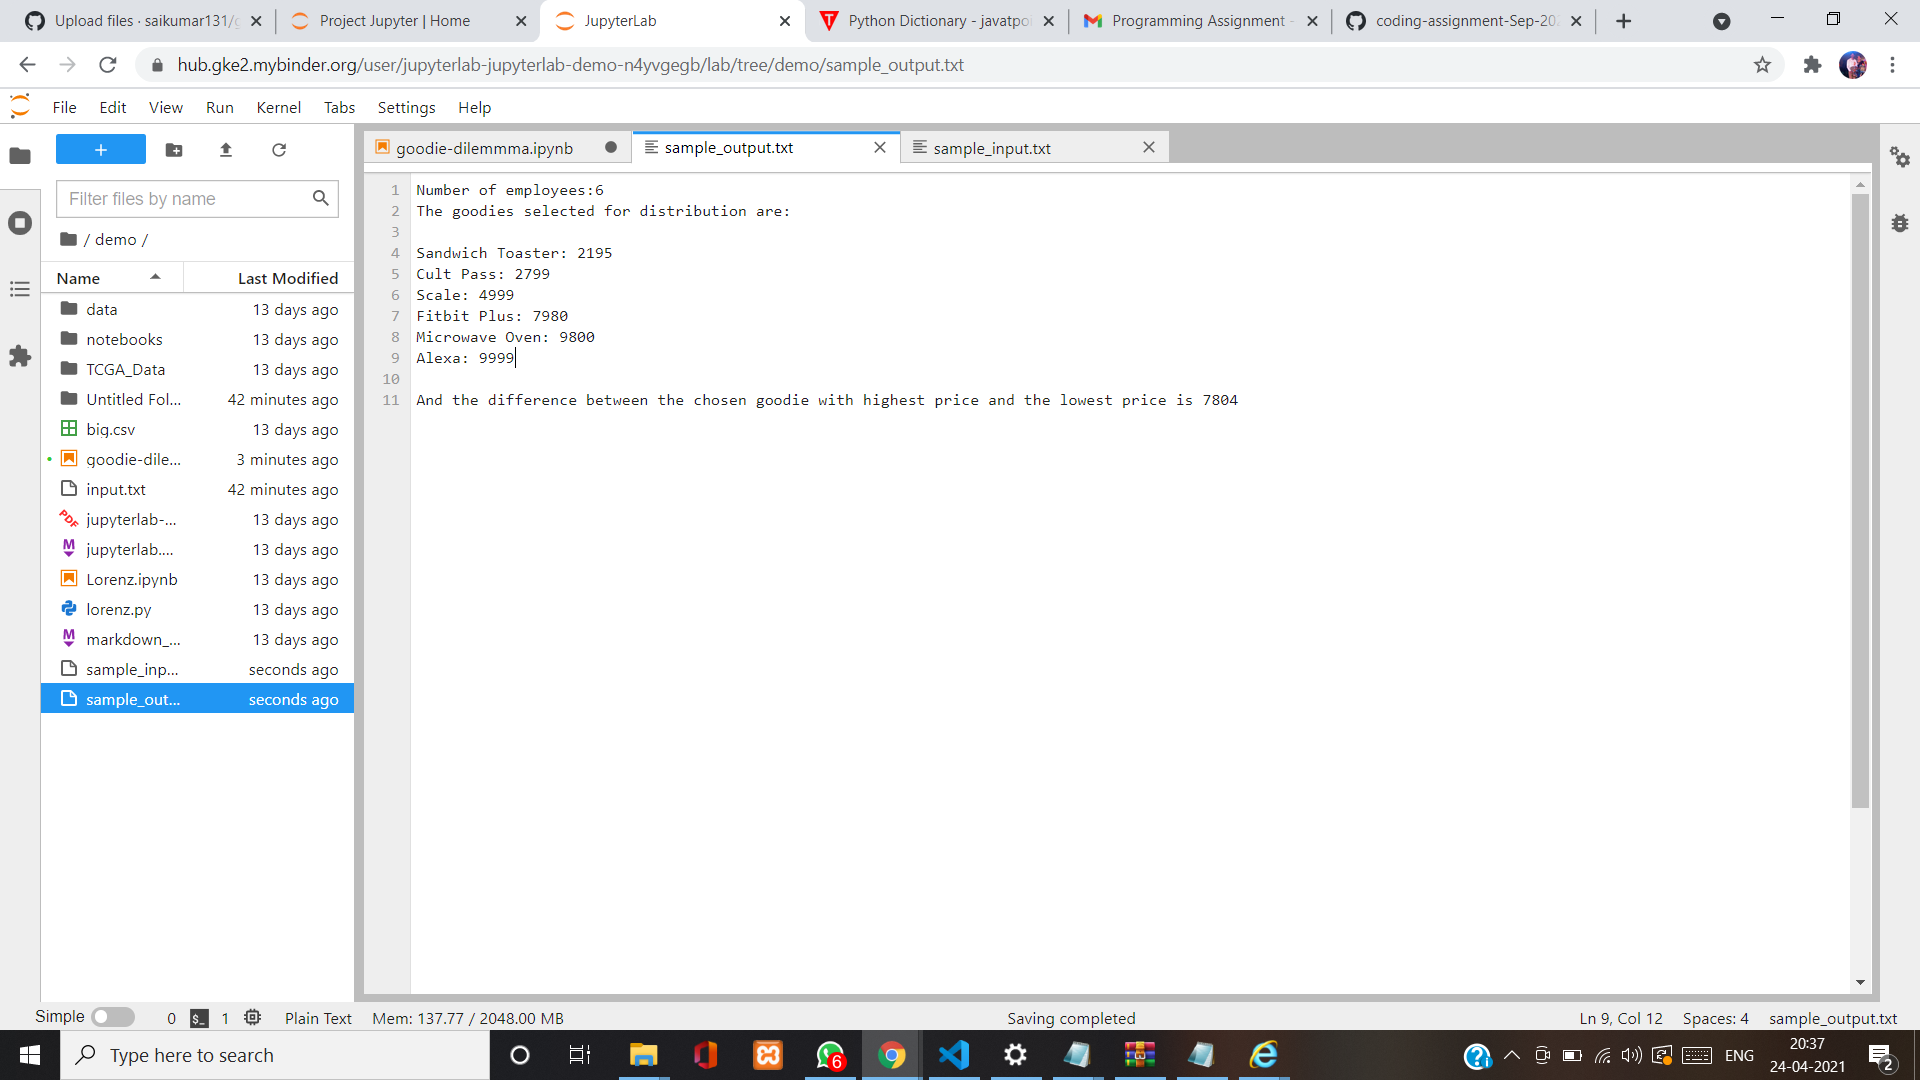 Upload files · saikumar131/g
Project Jupyter | Home
JupyterLab
Python Dictionary - javatpoi
Programming Assignment -
coding-assignment-Sep-202
hub.gke2.mybinder.org/user/jupyterlab-jupyterlab-demo-n4yvgegb/lab/tree/demo/sample_output.txt
File Edit View Run Kernel Tabs Settings Help
goodie-dilemmma.ipynb
sample_output.txt
sample_input.txt
Filter files by name
/ demo /
Name Last Modified
data 13 days ago
notebooks 13 days ago
TCGA_Data 13 days ago
Untitled Fol... 42 minutes ago
big.csv 13 days ago
goodie-dile... 3 minutes ago
input.txt 42 minutes ago
PDF jupyterlab-... 13 days ago
M jupyterlab.... 13 days ago
Lorenz.ipynb 13 days ago
lorenz.py 13 days ago
M markdown_... 13 days ago
sample_inp... seconds ago
sample_out... seconds ago
1 Number of employees:6
2 The goodies selected for distribution are:
3
4 Sandwich Toaster: 2195
5 Cult Pass: 2799
6 Scale: 4999
7 Fitbit Plus: 7980
8 Microwave Oven: 9800
9 Alexa: 9999
10
11 And the difference between the chosen goodie with highest price and the lowest price is 7804
Simple 0 $_ 1 Plain Text Mem: 137.77 / 2048.00 MB Saving completed Ln 9, Col 12 Spaces: 4 sample_output.txt
Type here to search
6
ENG
20:37
24-04-2021
2